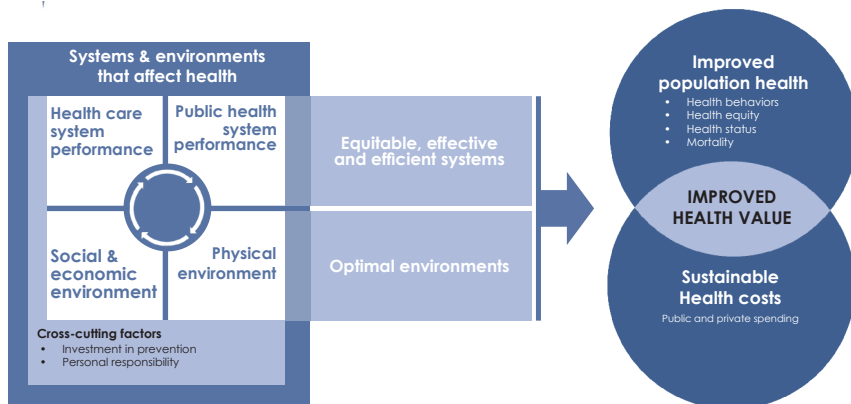 Systems & environments
that affect health
Health care
system
performance
Public health
system
performance
Social &
economic
environment
Physical
environment
Cross-cutting factors
• Investment in prevention
• Personal responsibility
Equitable, effective
and efficient systems
Optimal environments
Improved
population health
• Health behaviors
• Health equity
• Health status
• Mortality
IMPROVED
HEALTH VALUE
Sustainable
Health costs
Public and private spending